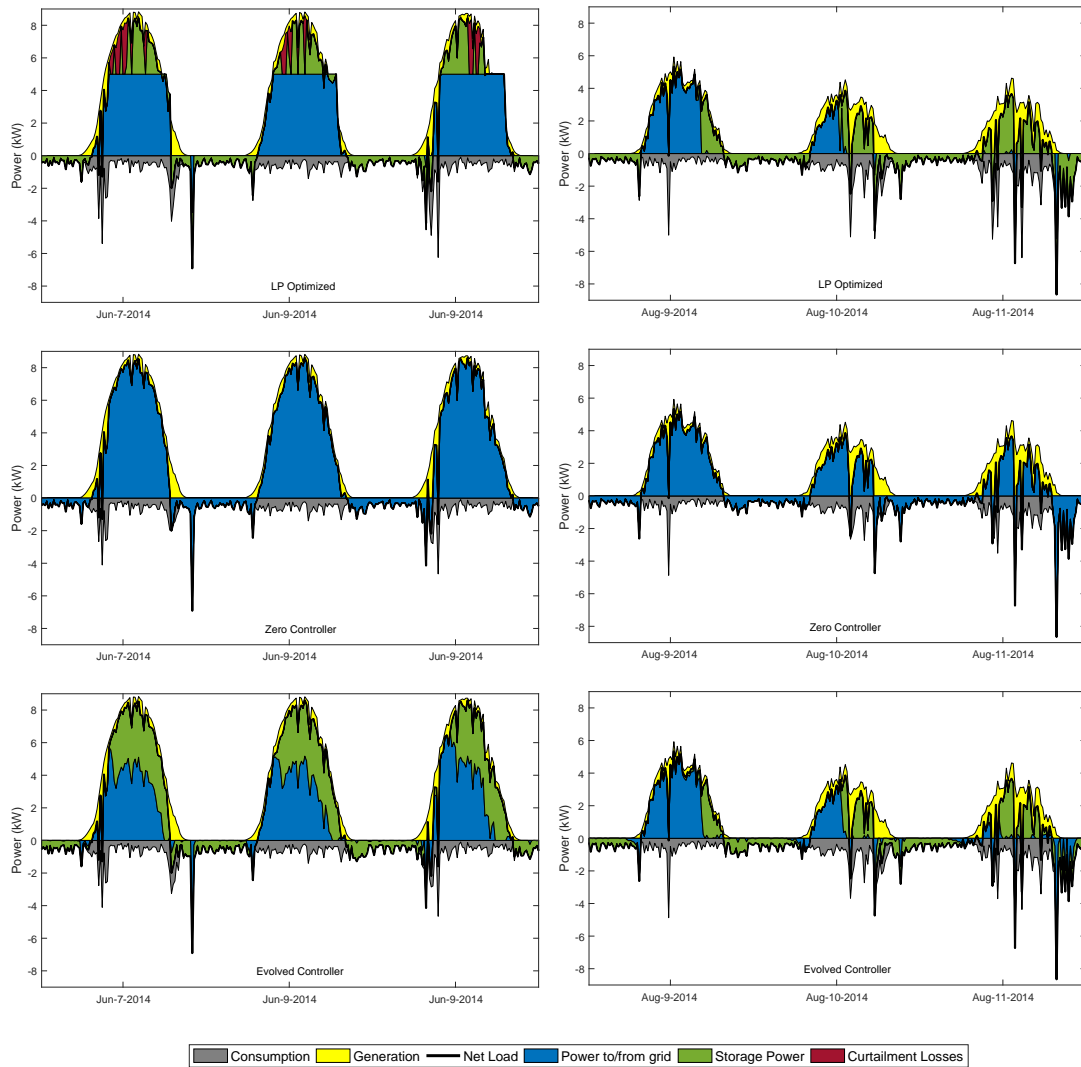 8
6
4
2
0
-2
-4
-6
-8
Power (kW)
LP Optimized
Jun-7-2014 Jun-9-2014 Jun-9-2014
8
6
4
2
0
-2
-4
-6
-8
Power (kW)
LP Optimized
Aug-9-2014 Aug-10-2014 Aug-11-2014
8
6
4
2
0
-2
-4
-6
-8
Power (kW)
Zero Controller
Jun-7-2014 Jun-9-2014 Jun-9-2014
8
6
4
2
0
-2
-4
-6
-8
Power (kW)
Zero Controller
Aug-9-2014 Aug-10-2014 Aug-11-2014
8
6
4
2
0
-2
-4
-6
-8
Power (kW)
Evolved Controller
Jun-7-2014 Jun-9-2014 Jun-9-2014
8
6
4
2
0
-2
-4
-6
-8
Power (kW)
Evolved Controller
Aug-9-2014 Aug-10-2014 Aug-11-2014
Consumption Generation Net Load Power to/from grid Storage Power Curtailment Losses